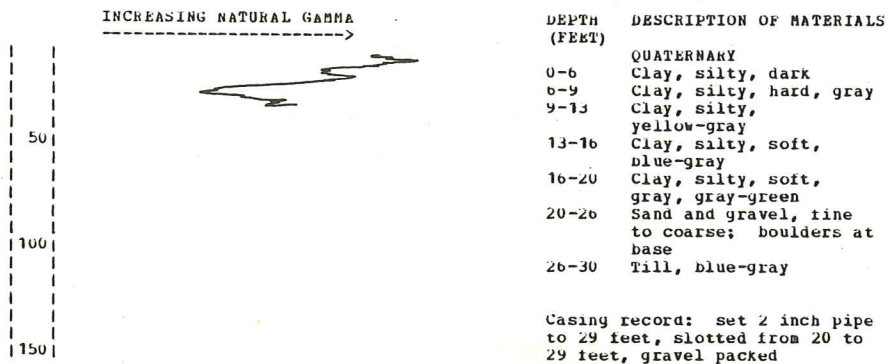 INCREASING NATURAL GAMMA
50
100
150
DEPTH DESCRIPTION OF MATERIALS
(FEET)
QUATERNARY
0-6 Clay, silty, dark
6-9 Clay, silty, hard, gray
9-13 Clay, silty,
yellow-gray
13-16 Clay, silty, soft,
blue-gray
16-20 Clay, silty, soft,
gray, gray-green
20-26 Sand and gravel, fine
to coarse; boulders at
base
26-30 Till, blue-gray
Casing record: set 2 inch pipe
to 29 feet, slotted from 20 to
29 feet, gravel packed